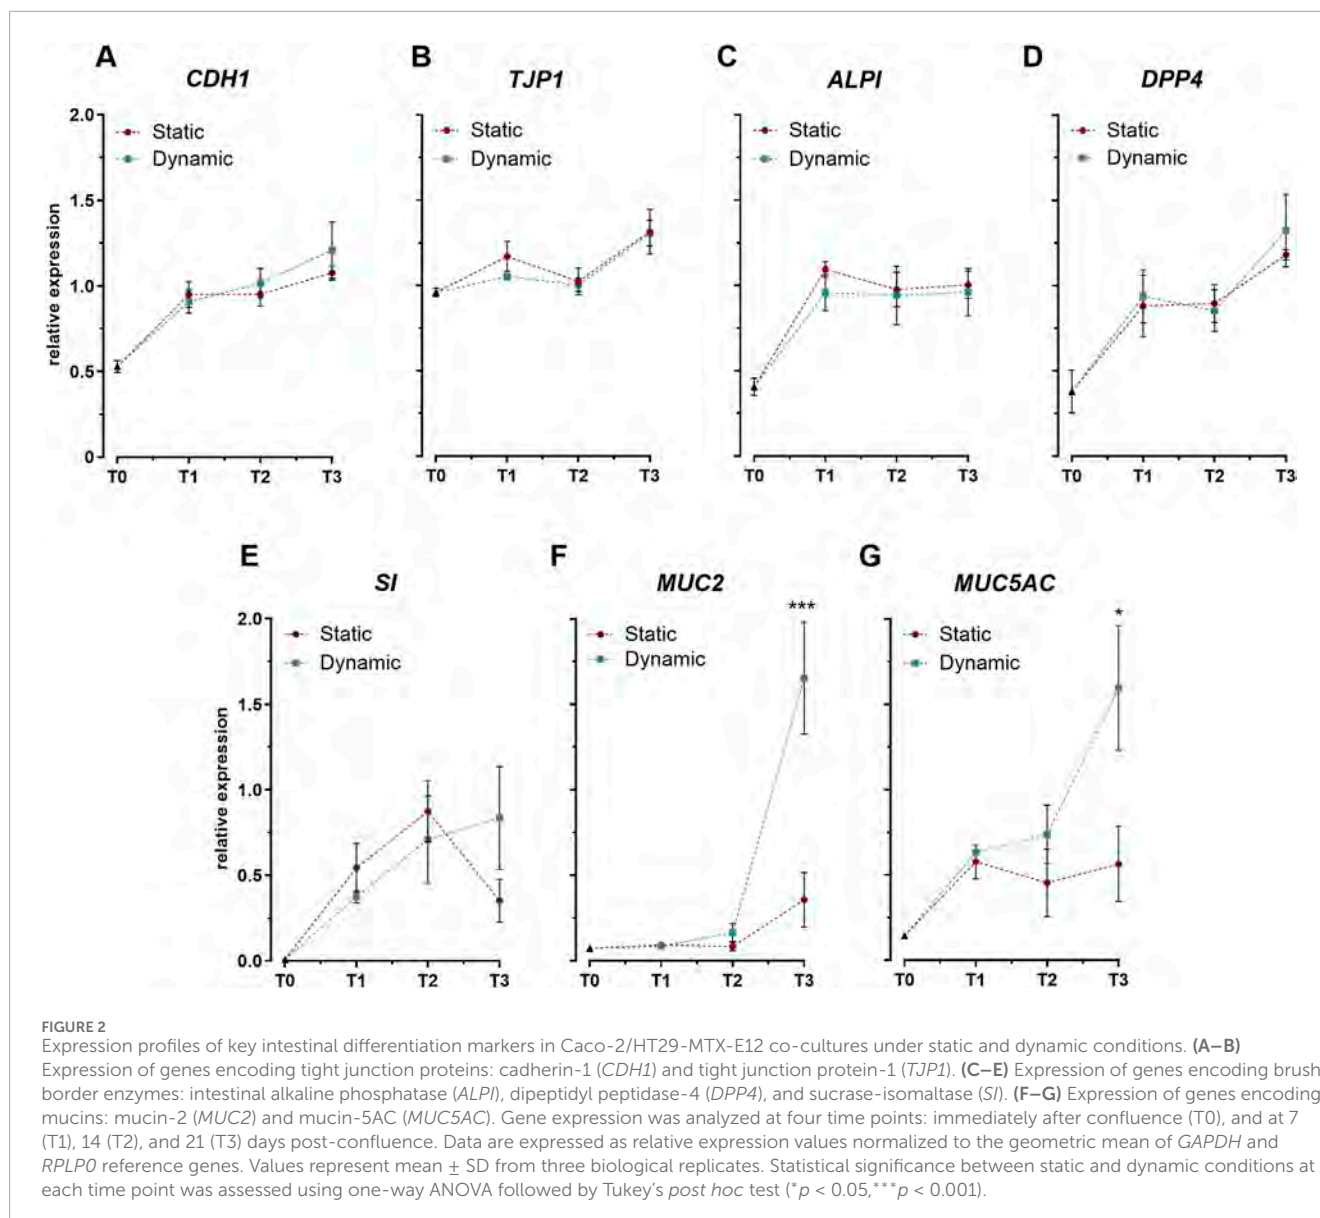 A
CDH1
Static
Dynamic
relative expression
2.0
1.5
1.0
0.5
0
T0 T1 T2 T3
B
TJP1
Static
Dynamic
T0 T1 T2 T3
C
ALPI
Static
Dynamic
T0 T1 T2 T3
D
DPP4
Static
Dynamic
T0 T1 T2 T3
E
SI
Static
Dynamic
relative expression
2.0
1.5
1.0
0.5
0.0
T0 T1 T2 T3
F
MUC2
***
Static
Dynamic
T0 T1 T2 T3
G
MUC5AC
*
Static
Dynamic
T0 T1 T2 T3
FIGURE 2
Expression profiles of key intestinal differentiation markers in Caco-2/HT29-MTX-E12 co-cultures under static and dynamic conditions. (A–B)
Expression of genes encoding tight junction proteins: cadherin-1 (CDH1) and tight junction protein-1 (TJP1). (C–E) Expression of genes encoding brush
border enzymes: intestinal alkaline phosphatase (ALPI), dipeptidyl peptidase-4 (DPP4), and sucrase-isomaltase (SI). (F–G) Expression of genes encoding
mucins: mucin-2 (MUC2) and mucin-5AC (MUC5AC). Gene expression was analyzed at four time points: immediately after confluence (T0), and at 7
(T1), 14 (T2), and 21 (T3) days post-confluence. Data are expressed as relative expression values normalized to the geometric mean of GAPDH and
RPLP0 reference genes. Values represent mean ± SD from three biological replicates. Statistical significance between static and dynamic conditions at
each time point was assessed using one-way ANOVA followed by Tukey's post hoc test (*p < 0.05,***p < 0.001).